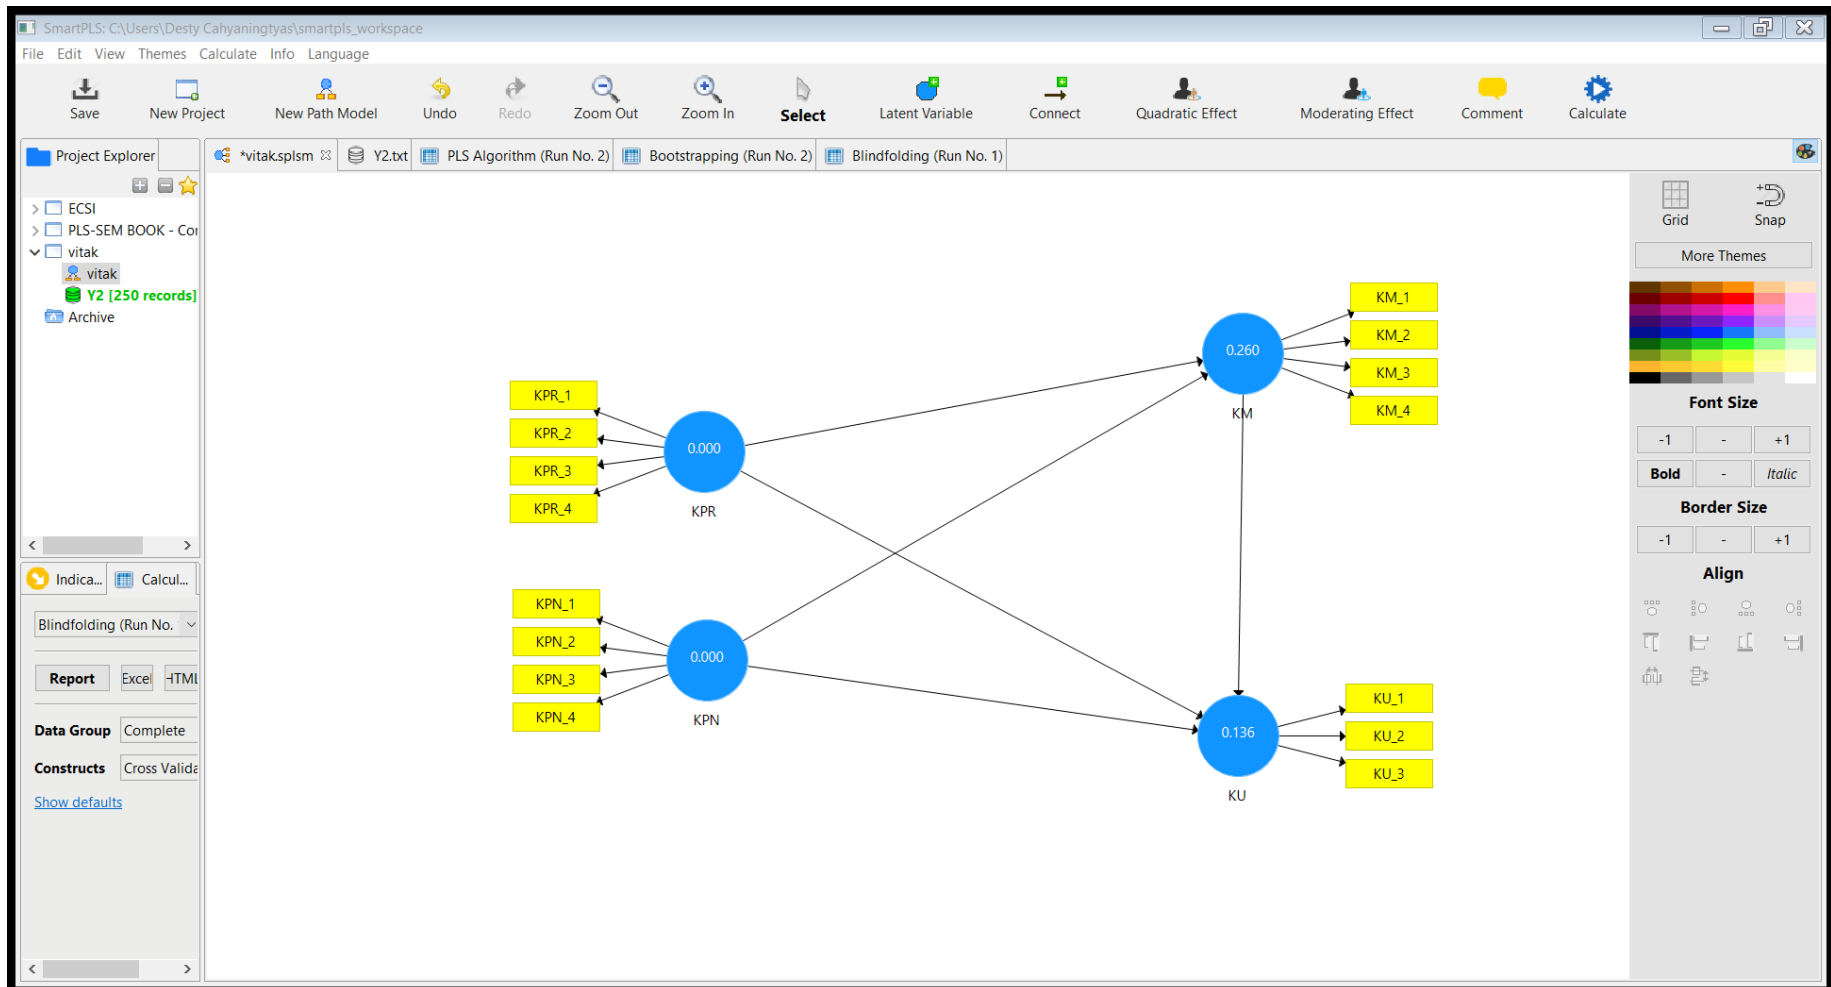 SmartPLS: C:\Users\Desty Cahyaningtyas\smartpls_workspace
File Edit View Themes Calculate Info Language
Save New Project New Path Model Undo Redo Zoom Out Zoom In Select Latent Variable Connect Quadratic Effect Moderating Effect Comment Calculate
Project Explorer
*vitak.splsm Y2.txt PLS Algorithm (Run No. 2) Bootstrapping (Run No. 2) Blindfolding (Run No. 1)
ECSI
PLS-SEM BOOK - Cor
vitak
vitak
Y2 [250 records]
Archive
Indica... Calcul...
Blindfolding (Run No.
Report Excel HTML
Data Group Complete
Constructs Cross Valida
Show defaults
KPR_1
KPR_2
KPR_3
KPR_4
0.000
KPR
KPN_1
KPN_2
KPN_3
KPN_4
0.000
KPN
0.260
KM
KM_1
KM_2
KM_3
KM_4
0.136
KU
KU_1
KU_2
KU_3
Grid Snap
More Themes
Font Size
-1 - +1
Bold - Italic
Border Size
-1 - +1
Align